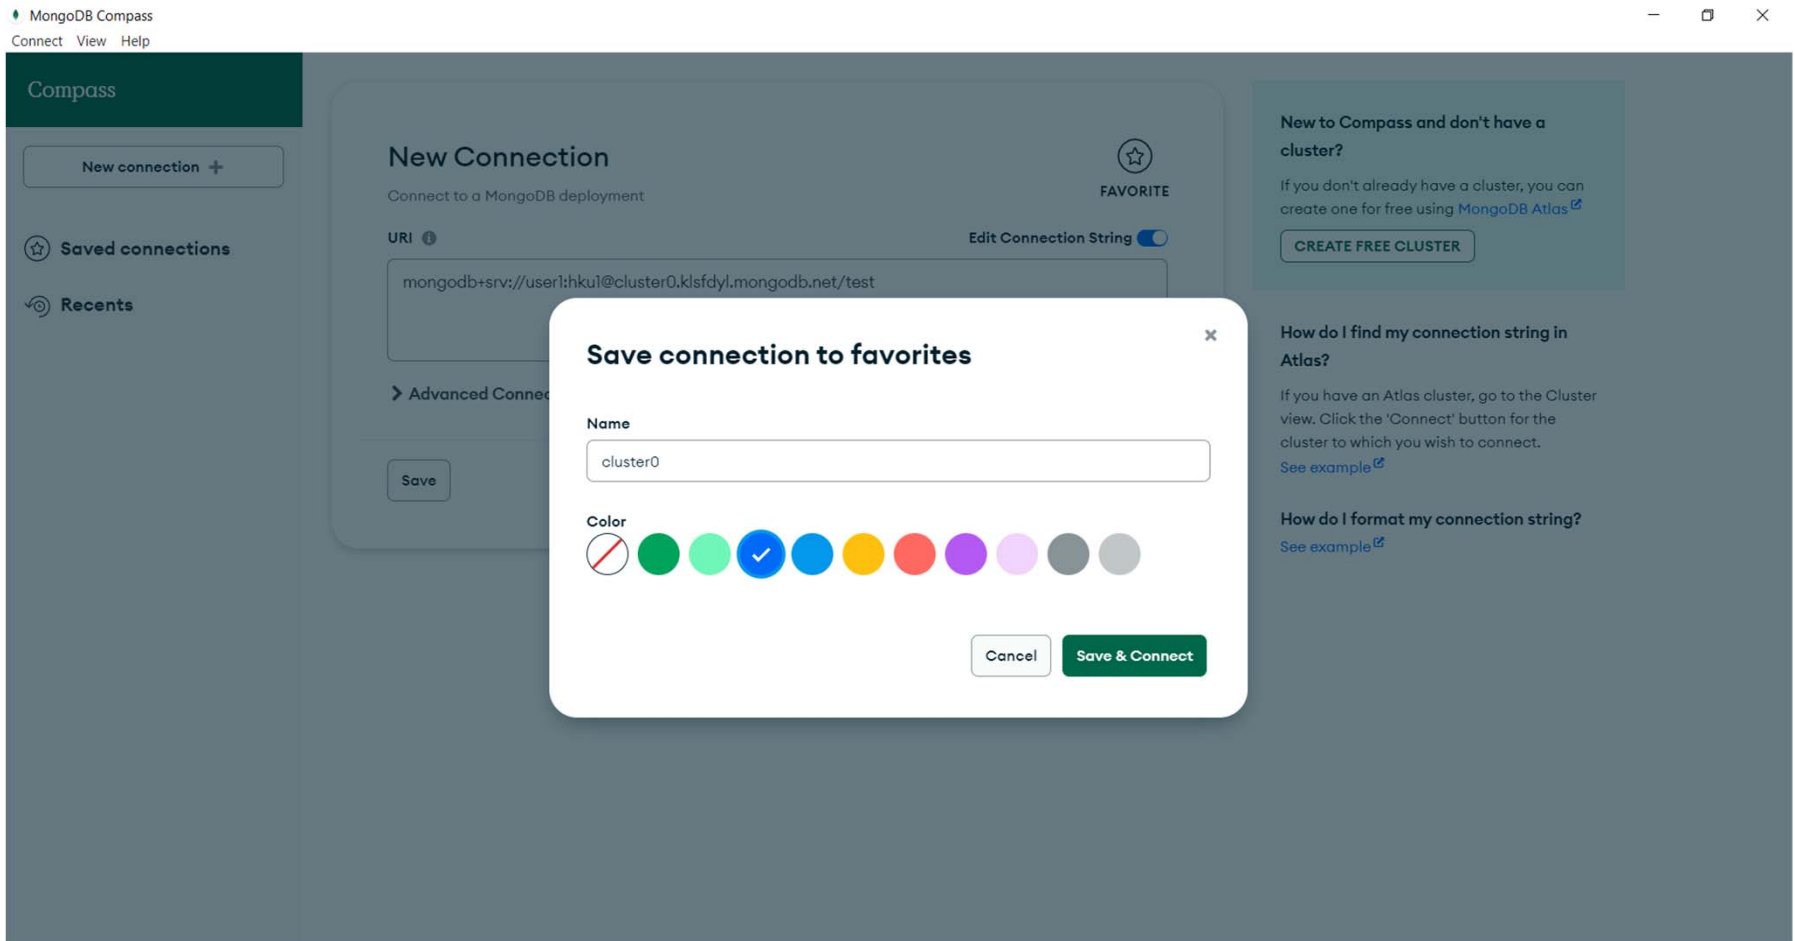 MongoDB Compass
Connect View Help
Compass
New connection
Saved connections
Recents
New Connection
Connect to a MongoDB deployment
FAVORITE
URI
Edit Connection String
mongodb+srv://user1:hku1@cluster0.klsfdyl.mongodb.net/test
Advanced Connec
Save
Save connection to favorites
Name
cluster0
Color
Cancel
Save & Connect
New to Compass and don't have a
cluster?
If you don't already have a cluster, you can
create one for free using MongoDB Atlas
CREATE FREE CLUSTER
How do I find my connection string in
Atlas?
If you have an Atlas cluster, go to the Cluster
view. Click the 'Connect' button for the
cluster to which you wish to connect.
See example
How do I format my connection string?
See example